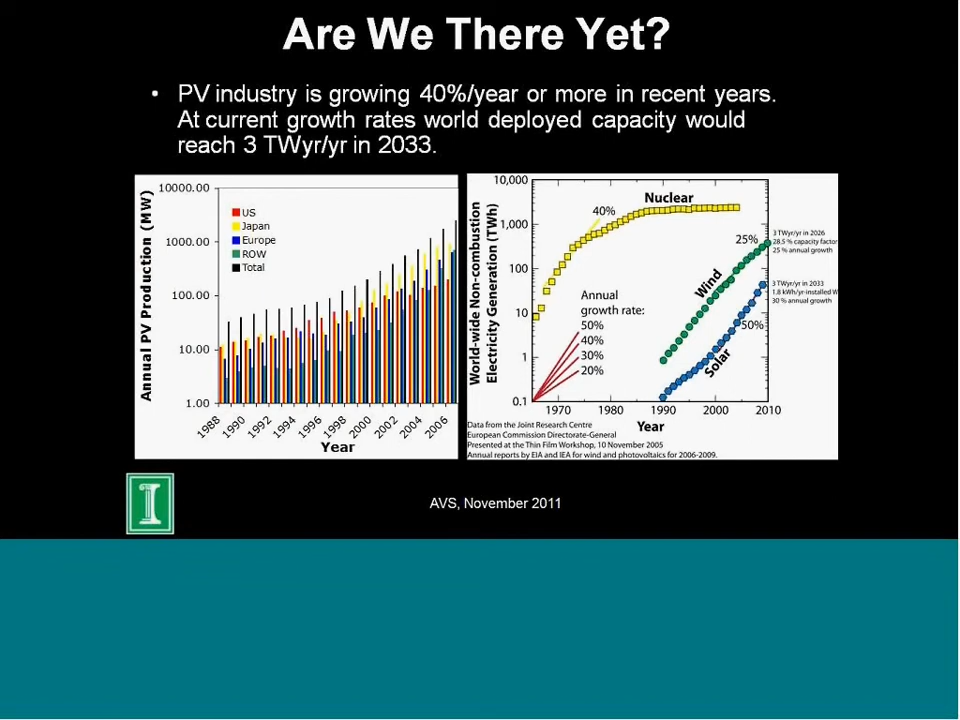 Are We There Yet?
• PV industry is growing 40%/year or more in recent years.
At current growth rates world deployed capacity would
reach 3 TWyr/yr in 2033.
Annual PV Production (MW)
10000.00
1000.00
100.00
10.00
1.00
US
Japan
Europe
ROW
Total
1988
1990
1992
1994
1996
1998
2000
2002
2004
2006
Year
World-wide Non-combustion
Electricity Generation (TWh)
10,000
1,000
100
10
1
0.1
Nuclear
40%
25%
Wind
50%
Solar
Annual
growth rate:
50%
40%
30%
20%
3 TWyr/yr in 2026
28.5 % capacity factor
25 % annual growth
3 TWyr/yr in 2033
1.8 kWh/yr-installed W
30 % annual growth
1970
1980
1990
2000
2010
Year
Data from the Joint Research Centre
European Commission Directorate-General
Presented at the Thin Film Workshop, 10 November 2005
Annual reports by EIA and IEA for wind and photovoltaics for 2006-2009.
I
AVS, November 2011